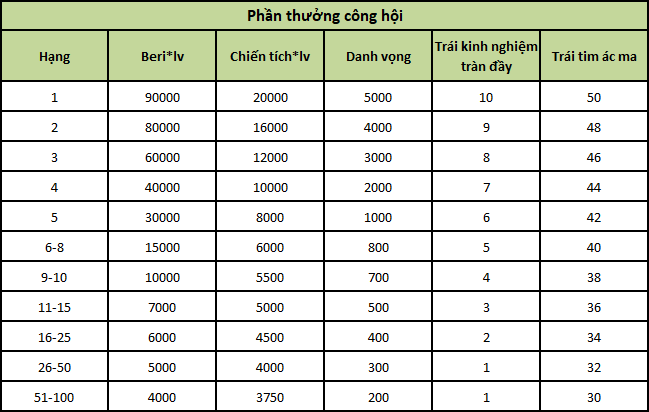 Phần thưởng công hội
Hạng Beri*lv Chiến tích*lv Danh vọng Trái kinh nghiệm tràn đầy Trái tim ác ma
1 90000 20000 5000 10 50
2 80000 16000 4000 9 48
3 60000 12000 3000 8 46
4 40000 10000 2000 7 44
5 30000 8000 1000 6 42
6-8 15000 6000 800 5 40
9-10 10000 5500 700 4 38
11-15 7000 5000 500 3 36
16-25 6000 4500 400 2 34
26-50 5000 4000 300 1 32
51-100 4000 3750 200 1 30